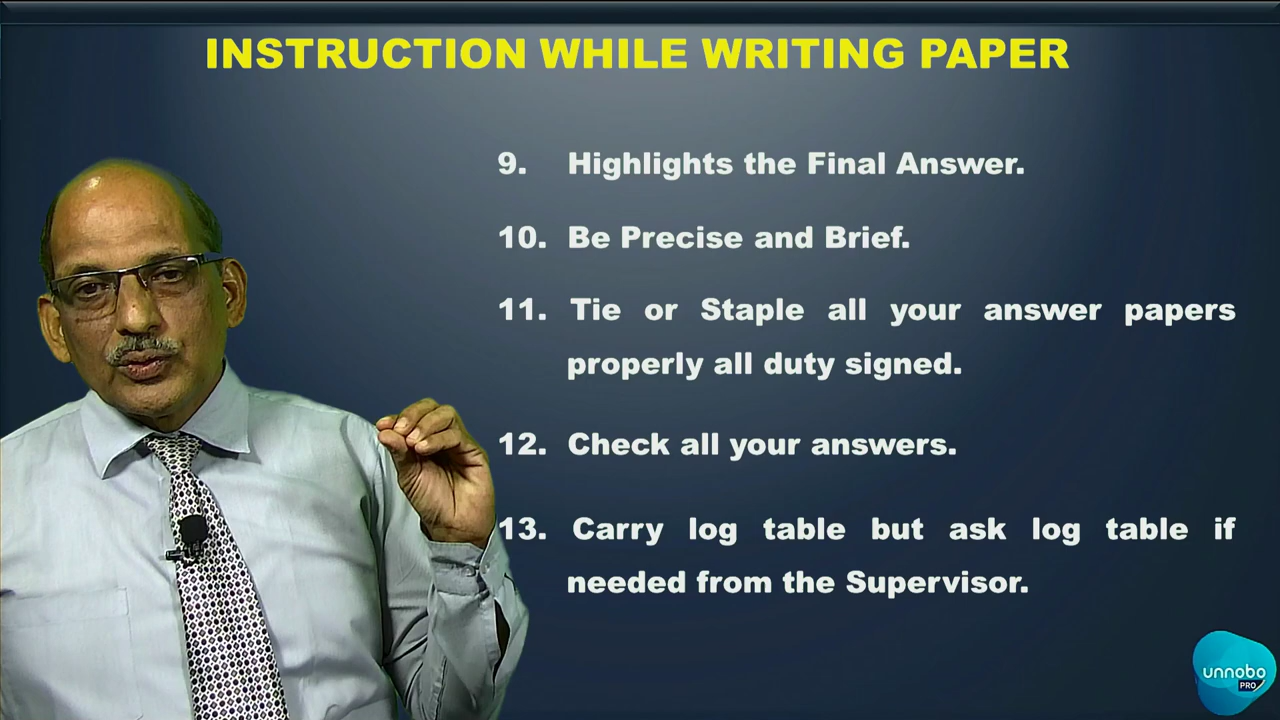 INSTRUCTION WHILE WRITING PAPER
9. Highlights the Final Answer.
10. Be Precise and Brief.
11. Tie or Staple all your answer papers
properly all duty signed.
12. Check all your answers.
13. Carry log table but ask log table if
needed from the Supervisor.
unnobo
PRO